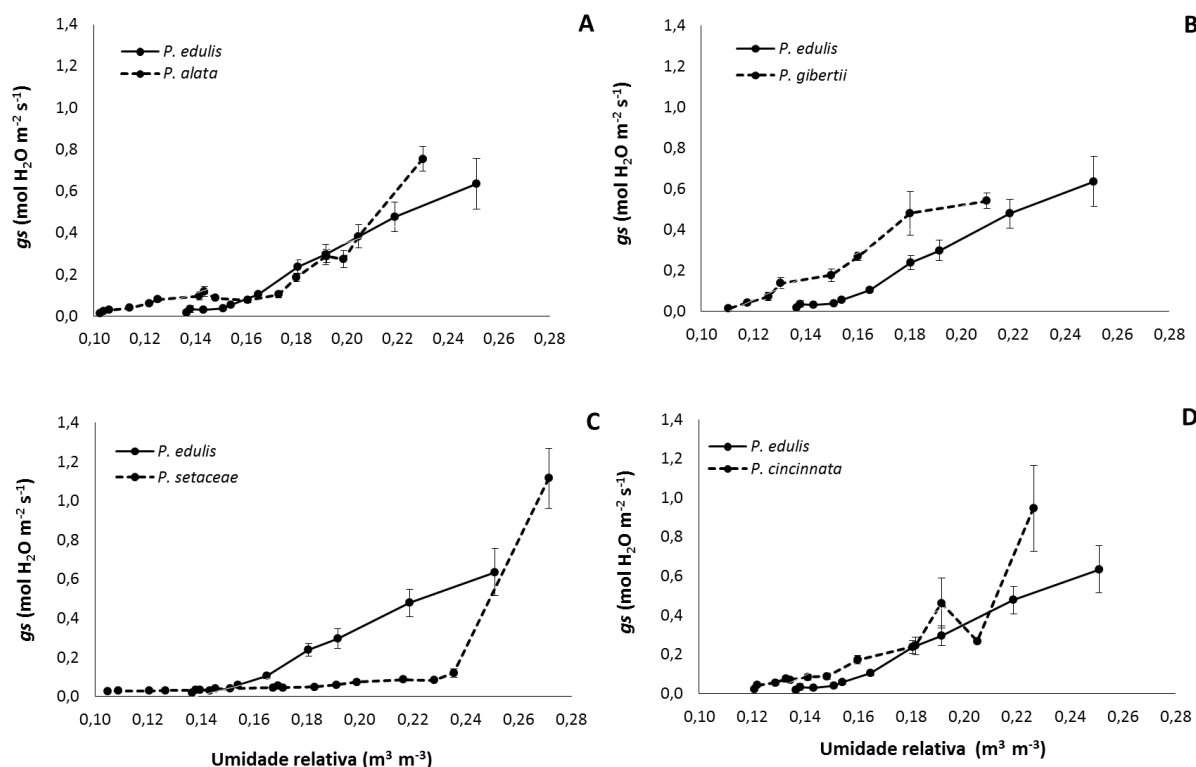 A
gs (mol H₂O m⁻² s⁻¹)
1,4
1,2
1,0
0,8
0,6
0,4
0,2
0,0
P. edulis
P. alata
0,10 0,12 0,14 0,16 0,18 0,20 0,22 0,24 0,26 0,28
B
gs (mol H₂O m⁻² s⁻¹)
1,4
1,2
1,0
0,8
0,6
0,4
0,2
0,0
P. edulis
P. gibertii
0,10 0,12 0,14 0,16 0,18 0,20 0,22 0,24 0,26 0,28
C
gs (mol H₂O m⁻² s⁻¹)
1,4
1,2
1,0
0,8
0,6
0,4
0,2
0,0
P. edulis
P. setaceae
0,10 0,12 0,14 0,16 0,18 0,20 0,22 0,24 0,26 0,28
Umidade relativa (m³ m⁻³)
D
gs (mol H₂O m⁻² s⁻¹)
1,4
1,2
1,0
0,8
0,6
0,4
0,2
0,0
P. edulis
P. cincinnata
0,10 0,12 0,14 0,16 0,18 0,20 0,22 0,24 0,26 0,28
Umidade relativa (m³ m⁻³)